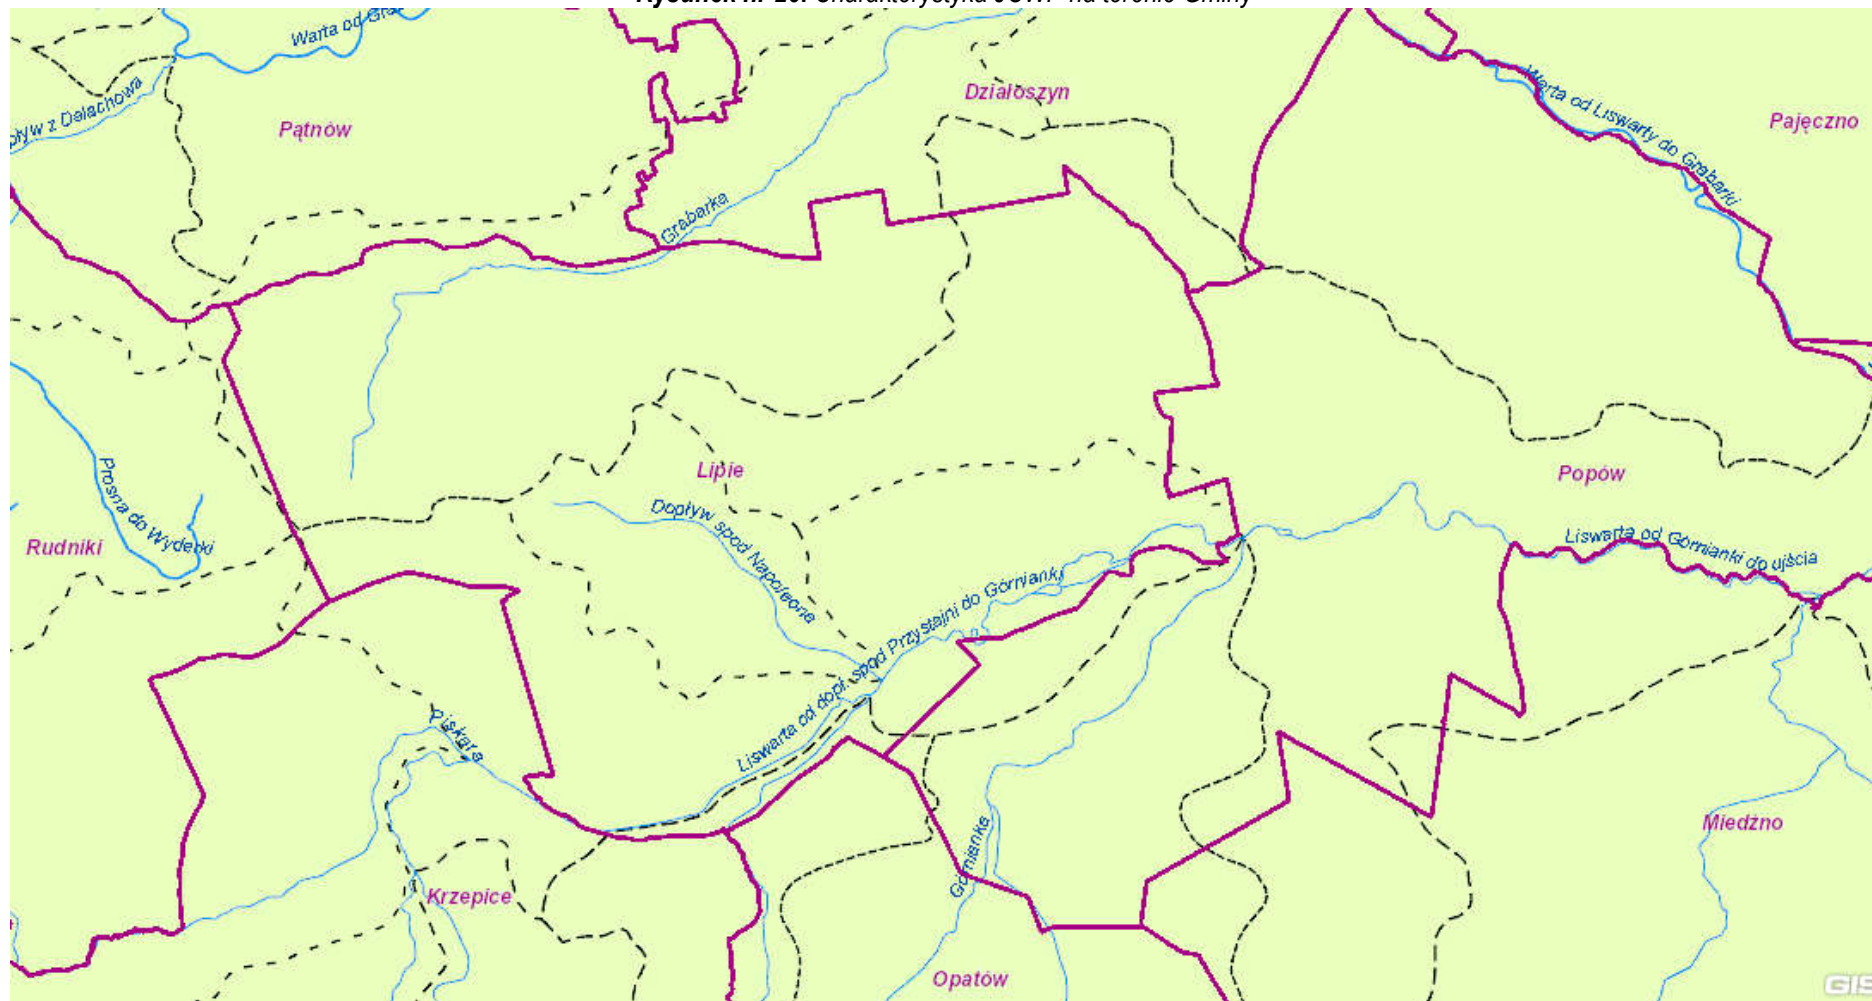 Warta od
Działoszyn
Warta od Liswarty do Grabarki
Pajęczno
pływ z Dalachowa
Pątnów
Grabarka
Lipie
Popów
Prosna do Wyderki
Dopływ spod Napoleona
Rudniki
Liswarta od Górnianki do ujścia
Liswarta od dopł. spod Przystajni do Górnianki
Piskara
Górnianka
Miedźno
Krzepice
Opatów
GIS